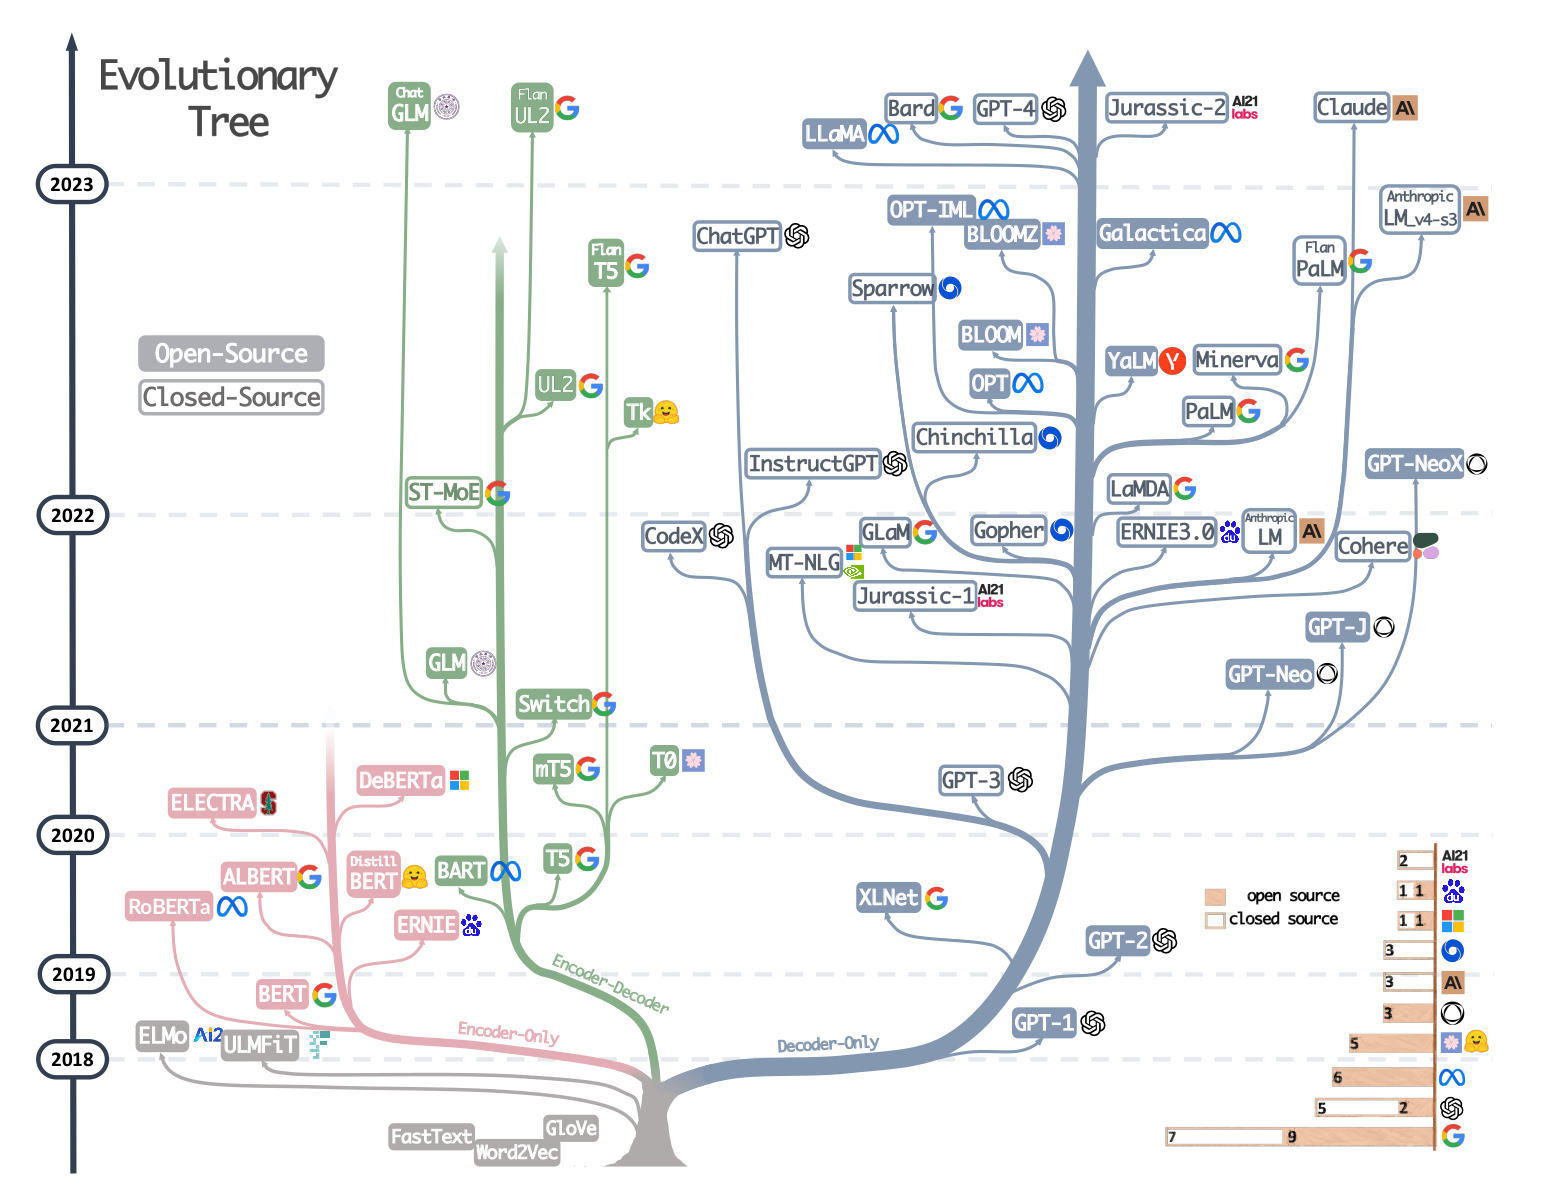 Evolutionary
Tree
2023
2022
2021
2020
2019
2018
Open-Source
Closed-Source
Chat
GLM
Flan
UL2
Flan
T5
UL2
Tk
ST-MoE
GLM
Switch
mT5
T0
T5
BART
Encoder-Decoder
DeBERTa
ELECTRA
ALBERT
Distill
BERT
RoBERTa
ERNIE
du
BERT
Encoder-Only
ELMo
Ai2
ULMFiT
FastText
Word2Vec
GloVe
Bard
GPT-4
Jurassic-2
AI21
labs
Claude
A\
LLaMA
Anthropic
LM_v4-s3
A\
OPT-IML
BLOOMZ
Galactica
ChatGPT
Flan
PaLM
Sparrow
BLOOM
YaLM
Minerva
OPT
PaLM
Chinchilla
InstructGPT
GPT-NeoX
LaMDA
CodeX
GLaM
Gopher
ERNIE3.0
du
Anthropic
LM
A\
Cohere
MT-NLG
Jurassic-1
AI21
labs
GPT-J
GPT-Neo
GPT-3
XLNet
GPT-2
GPT-1
Decoder-Only
open source
closed source
2
AI21
labs
1 1
du
1 1
3
3
A\
3
5
6
5 2
7 9